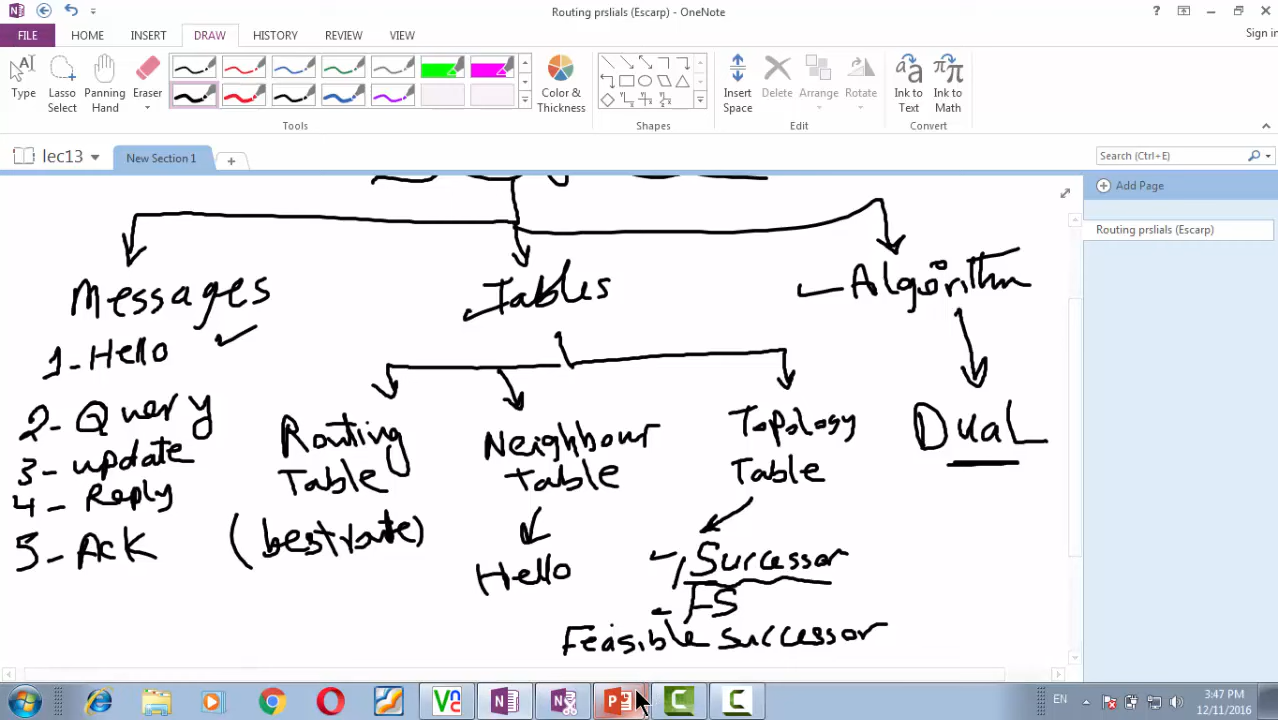 Routing prslials (Escarp) - OneNote
FILE
HOME
INSERT
DRAW
HISTORY
REVIEW
VIEW
Sign in
Type
Lasso Select
Panning Hand
Eraser
Color & Thickness
Insert Space
Delete
Arrange
Rotate
Ink to Text
Ink to Math
Tools
Shapes
Edit
Convert
lec13
New Section 1
Search (Ctrl+E)
Add Page
Routing prslials (Escarp)
Messages
1- Hello
2- Query
3- update
4- Reply
5- Ack
Tables
Routing
Table
(best rate)
Neighbour
table
Hello
Topology
Table
Successor
FS
Feasible successor
Algorithm
Dual
EN
3:47 PM
12/11/2016